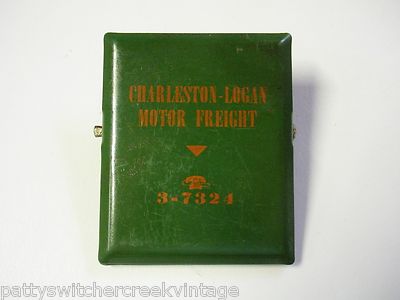 CHARLESTON-LOGAN
MOTOR FREIGHT
3-7324
pattyswitchercreekvintage